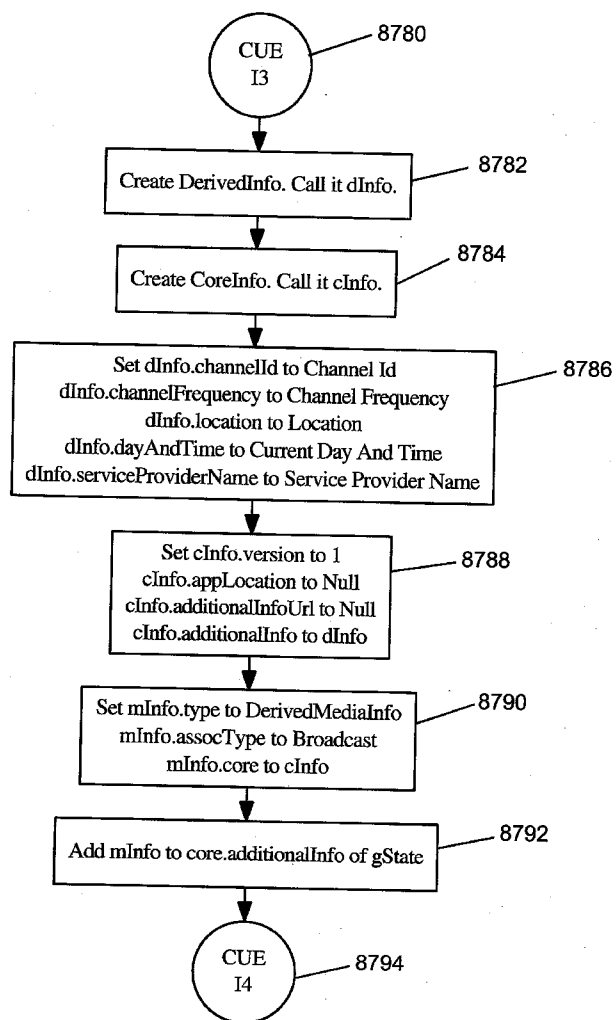 CUE
I3
8780
Create DerivedInfo. Call it dInfo.
8782
Create CoreInfo. Call it cInfo.
8784
Set dInfo.channelId to Channel Id
dInfo.channelFrequency to Channel Frequency
dInfo.location to Location
dInfo.dayAndTime to Current Day And Time
dInfo.serviceProviderName to Service Provider Name
8786
Set cInfo.version to 1
cInfo.appLocation to Null
cInfo.additionalInfoUrl to Null
cInfo.additionalInfo to dInfo
8788
Set mInfo.type to DerivedMediaInfo
mInfo.assocType to Broadcast
mInfo.core to cInfo
8790
Add mInfo to core.additionalInfo of gState
8792
CUE
I4
8794